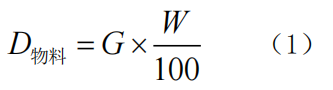 D物料 = G × W/100 （1）